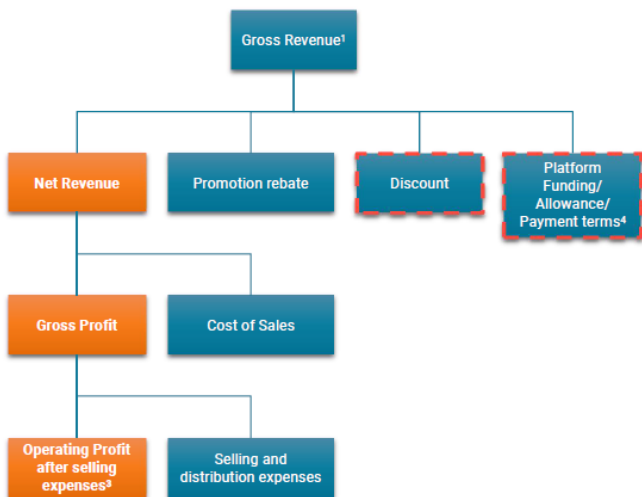 Gross Revenue¹
Net Revenue
Promotion rebate
Discount
Platform
Funding/
Allowance/
Payment terms⁴
Gross Profit
Cost of Sales
Operating Profit
after selling
expenses³
Selling and
distribution expenses